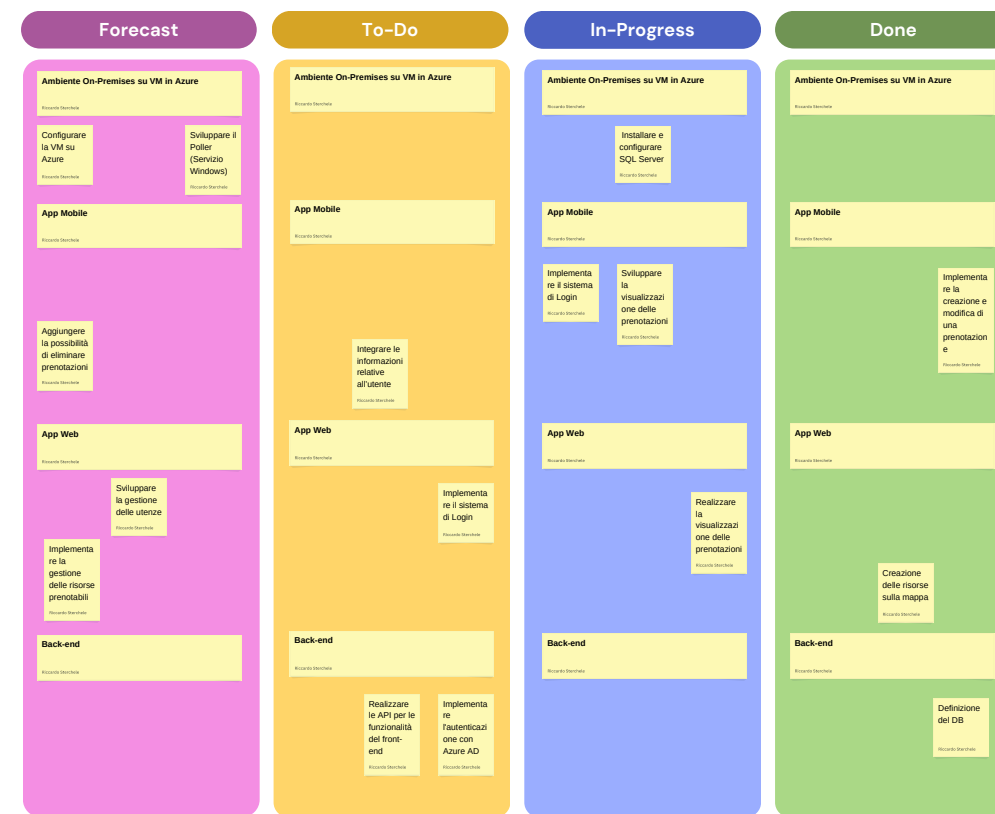 Forecast
Ambiente On-Premises su VM in Azure
Riccardo Sterchele
Configurare
la VM su
Azure
Riccardo Sterchele
Sviluppare il
Poller
(Servizio
Windows)
Riccardo Sterchele
App Mobile
Riccardo Sterchele
Aggiungere
la possibilità
di eliminare
prenotazioni
Riccardo Sterchele
App Web
Riccardo Sterchele
Sviluppare
la gestione
delle utenze
Riccardo Sterchele
Implementa
re la
gestione
delle risorse
prenotabili
Riccardo Sterchele
Back-end
Riccardo Sterchele
To-Do
Ambiente On-Premises su VM in Azure
Riccardo Sterchele
App Mobile
Riccardo Sterchele
Integrare le
informazioni
relative
all'utente
Riccardo Sterchele
App Web
Riccardo Sterchele
Implementa
re il sistema
di Login
Riccardo Sterchele
Back-end
Riccardo Sterchele
Realizzare
le API per le
funzionalità
del front-
end
Riccardo Sterchele
Implementa
re
l'autenticazi
one con
Azure AD
Riccardo Sterchele
In-Progress
Ambiente On-Premises su VM in Azure
Riccardo Sterchele
Installare e
configurare
SQL Server
Riccardo Sterchele
App Mobile
Riccardo Sterchele
Implementa
re il sistema
di Login
Riccardo Sterchele
Sviluppare
la
visualizzazi
one delle
prenotazioni
Riccardo Sterchele
App Web
Riccardo Sterchele
Realizzare
la
visualizzazi
one delle
prenotazioni
Riccardo Sterchele
Back-end
Riccardo Sterchele
Done
Ambiente On-Premises su VM in Azure
Riccardo Sterchele
App Mobile
Riccardo Sterchele
Implementa
re la
creazione e
modifica di
una
prenotazion
e
Riccardo Sterchele
App Web
Riccardo Sterchele
Creazione
delle risorse
sulla mappa
Riccardo Sterchele
Back-end
Riccardo Sterchele
Definizione
del DB
Riccardo Sterchele